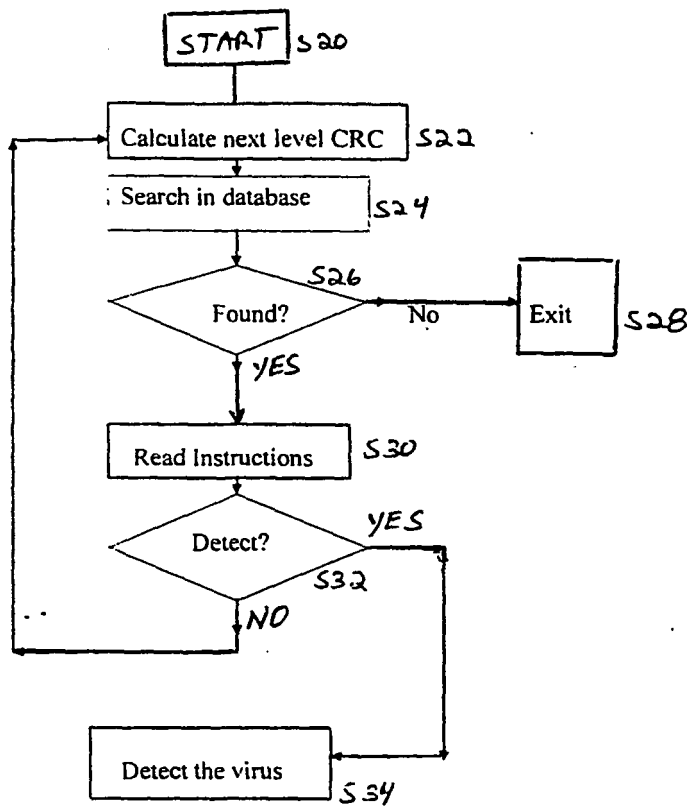 START S20
Calculate next level CRC S22
Search in database S24
S26
Found?
No
Exit S28
YES
Read Instructions S30
YES
Detect?
S32
NO
Detect the virus
S34